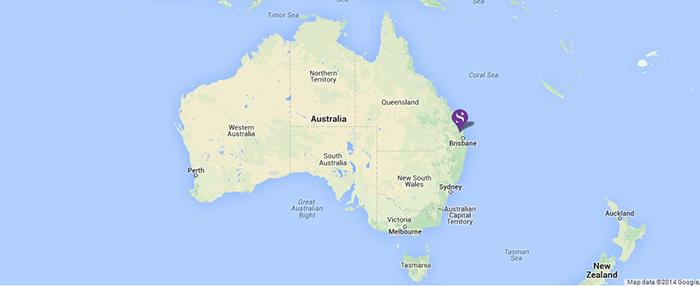 Timor Sea
Coral Sea
Northern
Territory
Queensland
S
Australia
Western
Australia
Brisbane
South
Australia
Perth
New South
Wales
Sydney
Great
Australian
Bight
Australian
Capital
Territory
Victoria
Melbourne
Auckland
Tasman
Sea
Tasmania
New
Zealand
Map data ©2014 Google